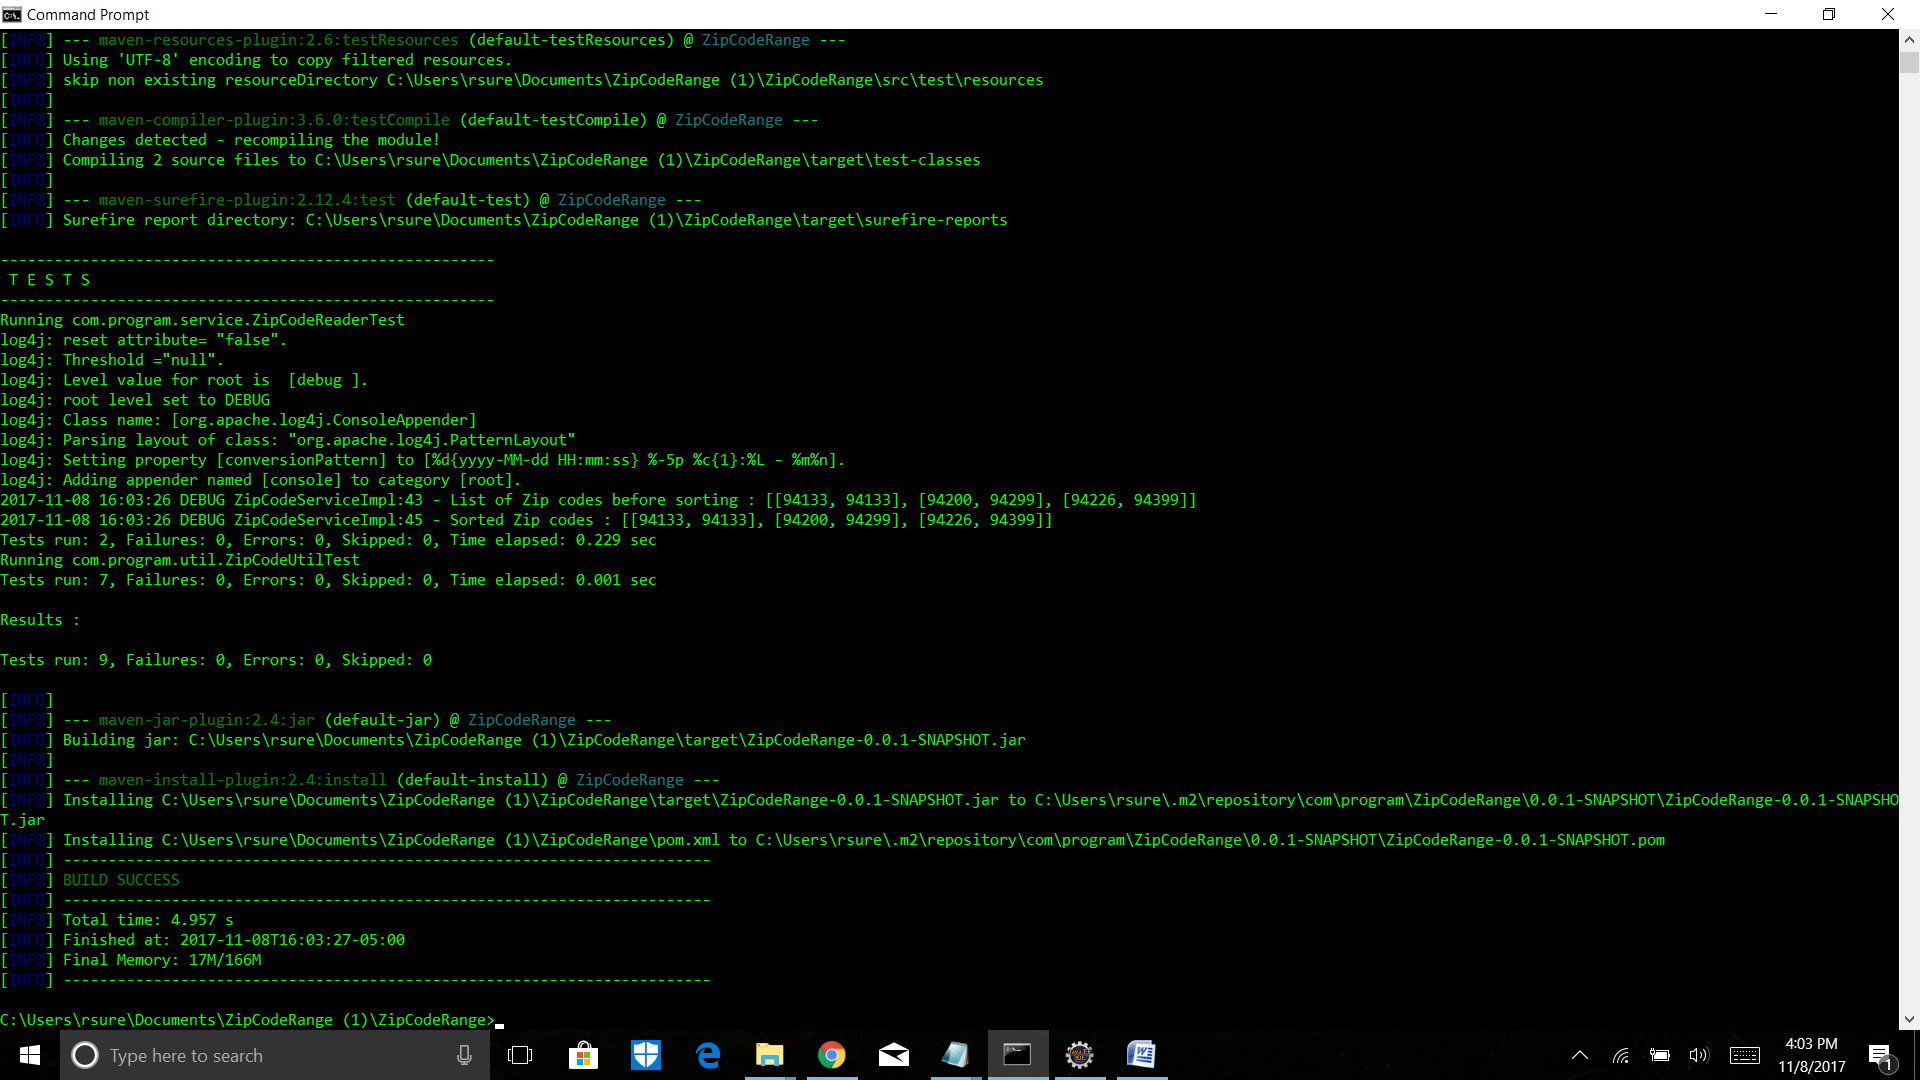 Command Prompt
[INFO] --- maven-resources-plugin:2.6:testResources (default-testResources) @ ZipCodeRange ---
[INFO] Using 'UTF-8' encoding to copy filtered resources.
[INFO] skip non existing resourceDirectory C:\Users\rsure\Documents\ZipCodeRange (1)\ZipCodeRange\src\test\resources
[INFO]
[INFO] --- maven-compiler-plugin:3.6.0:testCompile (default-testCompile) @ ZipCodeRange ---
[INFO] Changes detected - recompiling the module!
[INFO] Compiling 2 source files to C:\Users\rsure\Documents\ZipCodeRange (1)\ZipCodeRange\target\test-classes
[INFO]
[INFO] --- maven-surefire-plugin:2.12.4:test (default-test) @ ZipCodeRange ---
[INFO] Surefire report directory: C:\Users\rsure\Documents\ZipCodeRange (1)\ZipCodeRange\target\surefire-reports
-------------------------------------------------------
 T E S T S
-------------------------------------------------------
Running com.program.service.ZipCodeReaderTest
log4j: reset attribute= "false".
log4j: Threshold ="null".
log4j: Level value for root is  [debug ].
log4j: root level set to DEBUG
log4j: Class name: [org.apache.log4j.ConsoleAppender]
log4j: Parsing layout of class: "org.apache.log4j.PatternLayout"
log4j: Setting property [conversionPattern] to [%d{yyyy-MM-dd HH:mm:ss} %-5p %c{1}:%L - %m%n].
log4j: Adding appender named [console] to category [root].
2017-11-08 16:03:26 DEBUG ZipCodeServiceImpl:43 - List of Zip codes before sorting : [[94133, 94133], [94200, 94299], [94226, 94399]]
2017-11-08 16:03:26 DEBUG ZipCodeServiceImpl:45 - Sorted Zip codes : [[94133, 94133], [94200, 94299], [94226, 94399]]
Tests run: 2, Failures: 0, Errors: 0, Skipped: 0, Time elapsed: 0.229 sec
Running com.program.util.ZipCodeUtilTest
Tests run: 7, Failures: 0, Errors: 0, Skipped: 0, Time elapsed: 0.001 sec
Results :
Tests run: 9, Failures: 0, Errors: 0, Skipped: 0
[INFO]
[INFO] --- maven-jar-plugin:2.4:jar (default-jar) @ ZipCodeRange ---
[INFO] Building jar: C:\Users\rsure\Documents\ZipCodeRange (1)\ZipCodeRange\target\ZipCodeRange-0.0.1-SNAPSHOT.jar
[INFO]
[INFO] --- maven-install-plugin:2.4:install (default-install) @ ZipCodeRange ---
[INFO] Installing C:\Users\rsure\Documents\ZipCodeRange (1)\ZipCodeRange\target\ZipCodeRange-0.0.1-SNAPSHOT.jar to C:\Users\rsure\.m2\repository\com\program\ZipCodeRange\0.0.1-SNAPSHOT\ZipCodeRange-0.0.1-SNAPSHO
T.jar
[INFO] Installing C:\Users\rsure\Documents\ZipCodeRange (1)\ZipCodeRange\pom.xml to C:\Users\rsure\.m2\repository\com\program\ZipCodeRange\0.0.1-SNAPSHOT\ZipCodeRange-0.0.1-SNAPSHOT.pom
[INFO] ------------------------------------------------------------------------
[INFO] BUILD SUCCESS
[INFO] ------------------------------------------------------------------------
[INFO] Total time: 4.957 s
[INFO] Finished at: 2017-11-08T16:03:27-05:00
[INFO] Final Memory: 17M/166M
[INFO] ------------------------------------------------------------------------
C:\Users\rsure\Documents\ZipCodeRange (1)\ZipCodeRange>
Type here to search
4:03 PM
11/8/2017
1